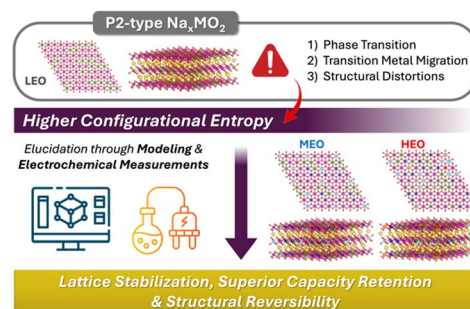 P2-type NaxMO2
LEO
1) Phase Transition
2) Transition Metal Migration
3) Structural Distortions
Higher Configurational Entropy
Elucidation through Modeling &
Electrochemical Measurements
MEO
HEO
Lattice Stabilization, Superior Capacity Retention
& Structural Reversibility